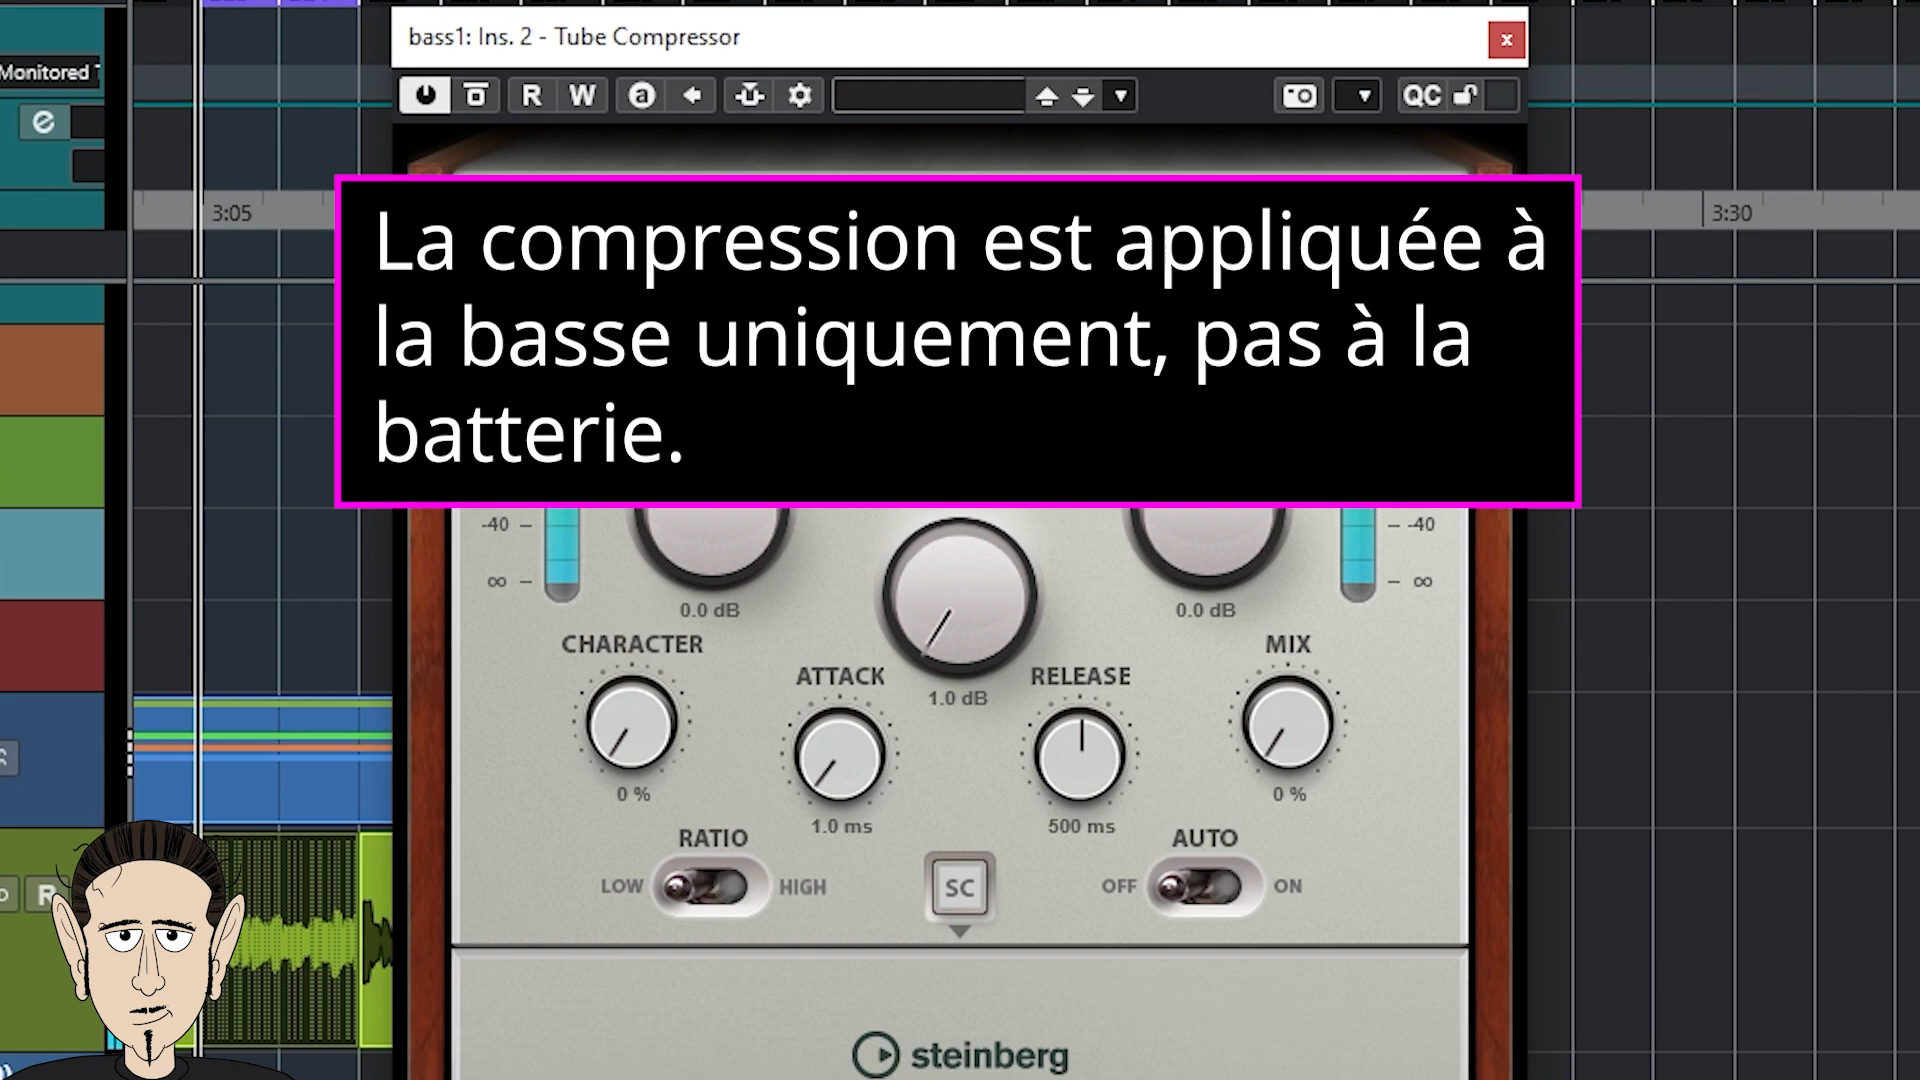 bass1: Ins. 2 - Tube Compressor
x
Monitored
R W a QC
e
3:05
3:30
La compression est appliquée à
la basse uniquement, pas à la
batterie.
-40
-40
∞
∞
0.0 dB
0.0 dB
CHARACTER
MIX
ATTACK
RELEASE
1.0 dB
0 %
0 %
1.0 ms
500 ms
RATIO
AUTO
LOW
HIGH
SC
OFF
ON
R
steinberg